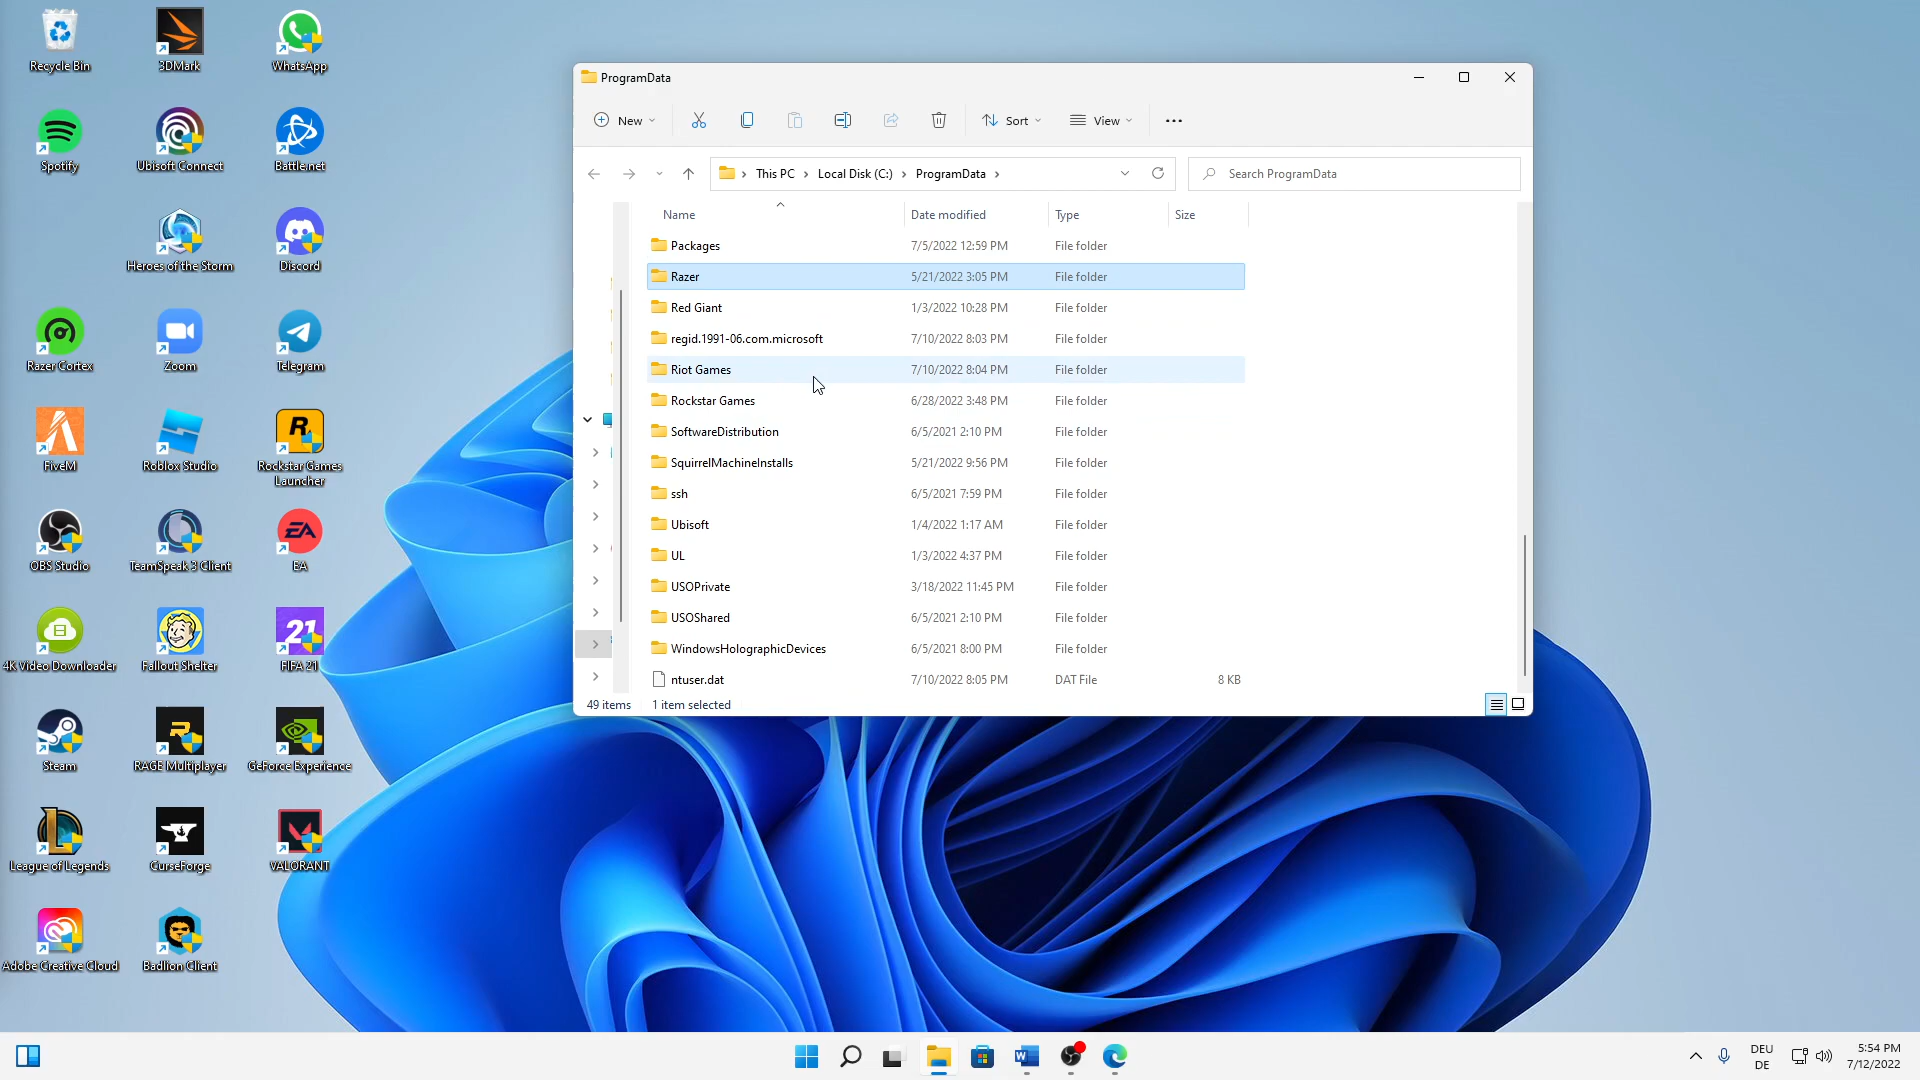 Recycle Bin
3DMark
WhatsApp
Spotify
Ubisoft Connect
Battle.net
Heroes of the Storm
Discord
Razer Cortex
Zoom
Telegram
FiveM
Roblox Studio
Rockstar Games
Launcher
OBS Studio
TeamSpeak 3 Client
EA
4K Video Downloader
Fallout Shelter
21
FIFA 21
Steam
RAGE Multiplayer
GeForce Experience
League of Legends
CurseForge
VALORANT
Adobe Creative Cloud
Badlion Client
ProgramData
New
Sort
View
This PC > Local Disk (C:) > ProgramData >
Search ProgramData
Name Date modified Type Size
Packages 7/5/2022 12:59 PM File folder
Razer 5/21/2022 3:05 PM File folder
Red Giant 1/3/2022 10:28 PM File folder
regid.1991-06.com.microsoft 7/10/2022 8:03 PM File folder
Riot Games 7/10/2022 8:04 PM File folder
Rockstar Games 6/28/2022 3:48 PM File folder
SoftwareDistribution 6/5/2021 2:10 PM File folder
SquirrelMachineInstalls 5/21/2022 9:56 PM File folder
ssh 6/5/2021 7:59 PM File folder
Ubisoft 1/4/2022 1:17 AM File folder
UL 1/3/2022 4:37 PM File folder
USOPrivate 3/18/2022 11:45 PM File folder
USOShared 6/5/2021 2:10 PM File folder
WindowsHolographicDevices 6/5/2021 8:00 PM File folder
ntuser.dat 7/10/2022 8:05 PM DAT File 8 KB
49 items 1 item selected
DEU
DE
5:54 PM
7/12/2022